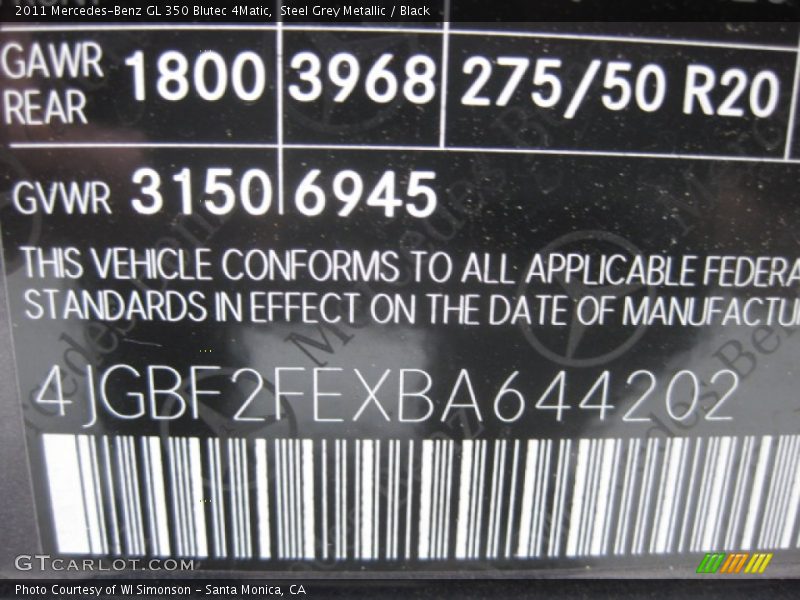 2011 Mercedes-Benz GL 350 Blutec 4Matic, Steel Grey Metallic / Black
GAWR REAR 1800 3968 275/50 R20
GVWR 3150 6945
THIS VEHICLE CONFORMS TO ALL APPLICABLE FEDERA
STANDARDS IN EFFECT ON THE DATE OF MANUFACTU
4JGBF2FEXBA644202
GTCARLOT.COM
Photo Courtesy of WI Simonson - Santa Monica, CA